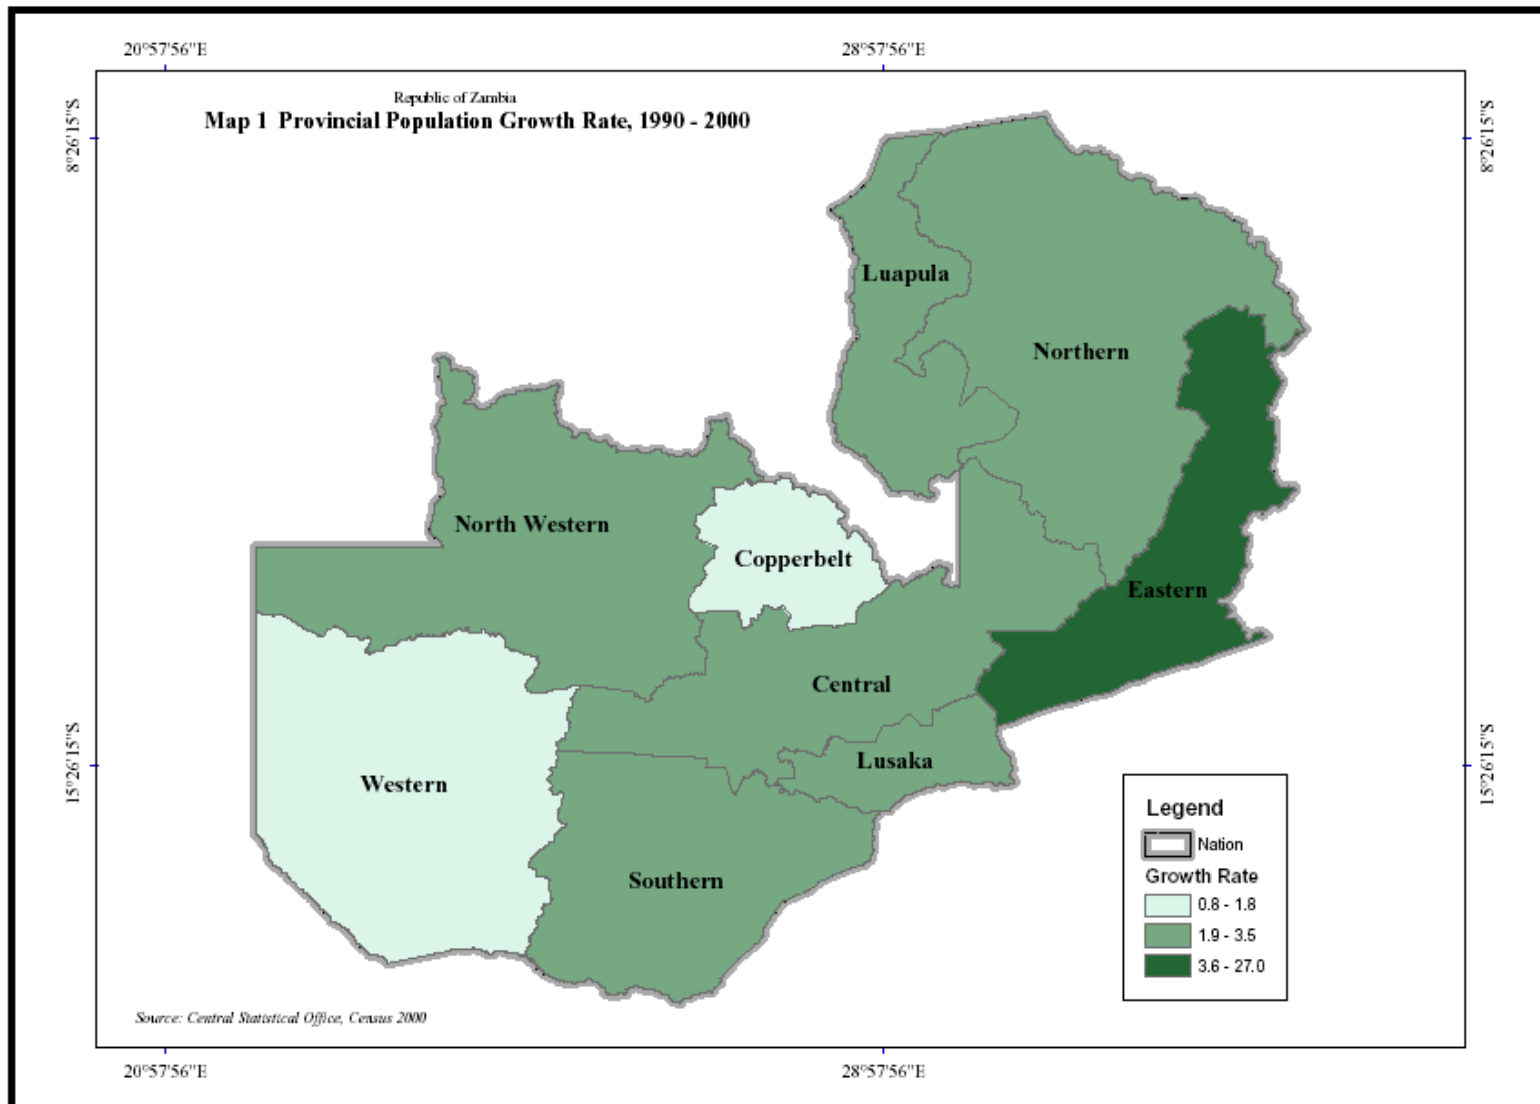 20°57'56"E
28°57'56"E
Republic of Zambia
Map 1 Provincial Population Growth Rate, 1990 - 2000
8°26'15"S
8°26'15"S
Luapula
Northern
North Western
Copperbelt
Eastern
Central
Lusaka
Western
Southern
15°26'15"S
15°26'15"S
Legend
Nation
Growth Rate
0.8 - 1.8
1.9 - 3.5
3.6 - 27.0
Source: Central Statistical Office, Census 2000
20°57'56"E
28°57'56"E